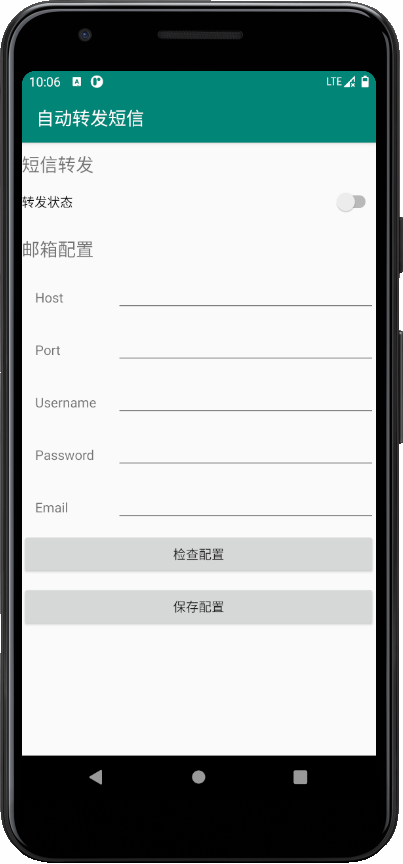 10:06
LTE
自动转发短信
短信转发
转发状态
邮箱配置
Host
Port
Username
Password
Email
检查配置
保存配置